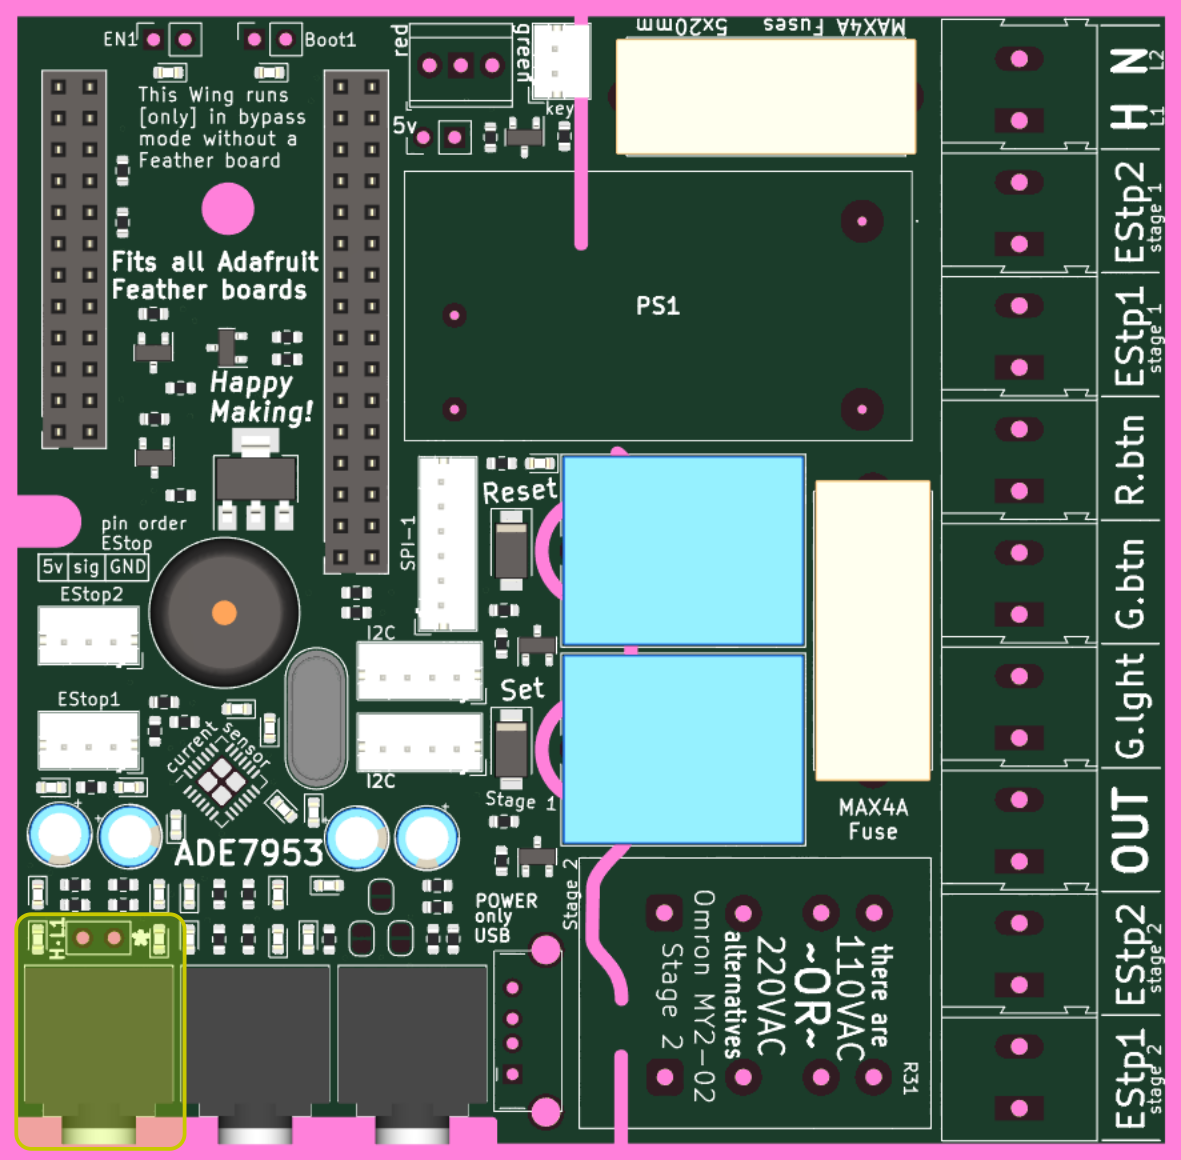 EN1
Boot1
red
green
key
5x20mm
MAX4A Fuses
N
L2
H
L1
This Wing runs
[only] in bypass
mode without a
Feather board
5v
EStp2
stage 1
Fits all Adafruit
Feather boards
PS1
EStp1
stage 1
Happy
Making!
R.btn
Reset
SPI-1
pin order
EStop
5v sig GND
EStop2
G.btn
I2C
EStop1
Set
G.lght
current
sensor
I2C
Stage 1
MAX4A
Fuse
OUT
ADE7953
Stage 2
POWER
only
USB
H·L1
*
Stage 2
Omron MY2-02
alternatives
220VAC
~OR~
110VAC
there are
R31
EStp2
stage 2
EStp1
stage 2